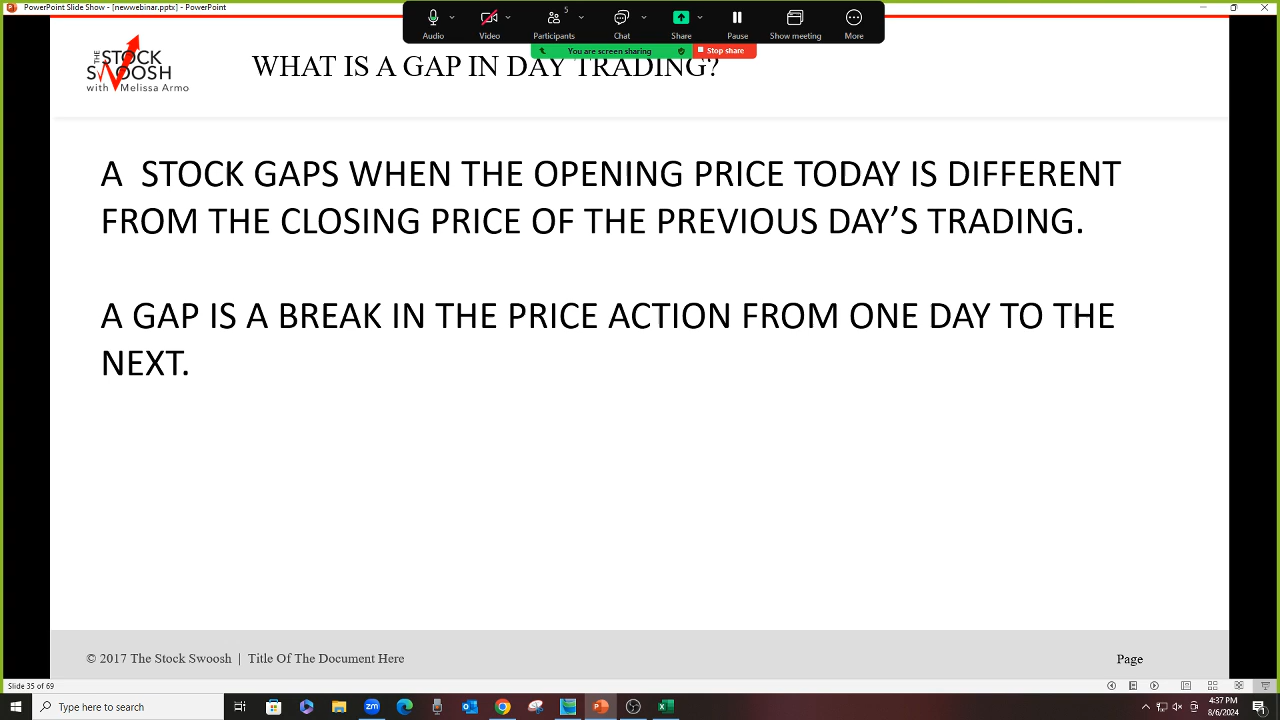 PowerPoint Slide Show - [newwebinar.pptx] - PowerPoint
5
Audio Video Participants Chat Share Pause Show meeting More
You are screen sharing Stop share
THE STOCK SWOOSH
with Melissa Armo
WHAT IS A GAP IN DAY TRADING?
A STOCK GAPS WHEN THE OPENING PRICE TODAY IS DIFFERENT
FROM THE CLOSING PRICE OF THE PREVIOUS DAY’S TRADING.
A GAP IS A BREAK IN THE PRICE ACTION FROM ONE DAY TO THE
NEXT.
© 2017 The Stock Swoosh | Title Of The Document Here
Page
Slide 35 of 69
Type here to search
4:37 PM
8/6/2024